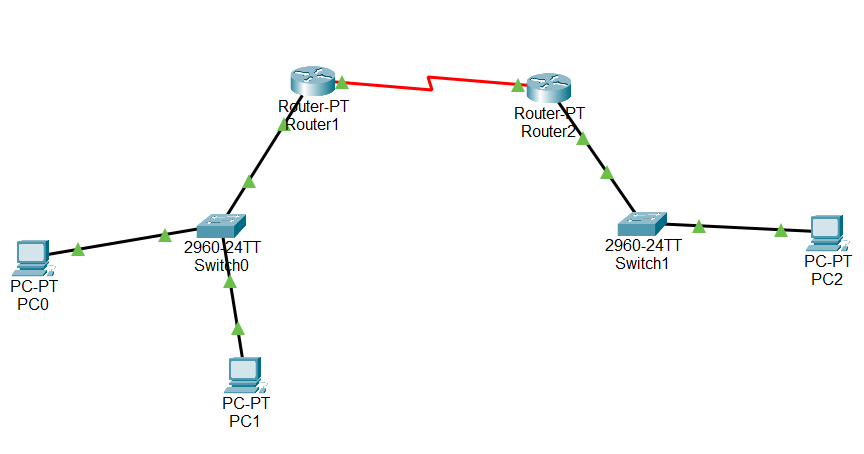 Router-PT
Router1
Router-PT
Router2
2960-24TT
Switch0
2960-24TT
Switch1
PC-PT
PC0
PC-PT
PC2
PC-PT
PC1